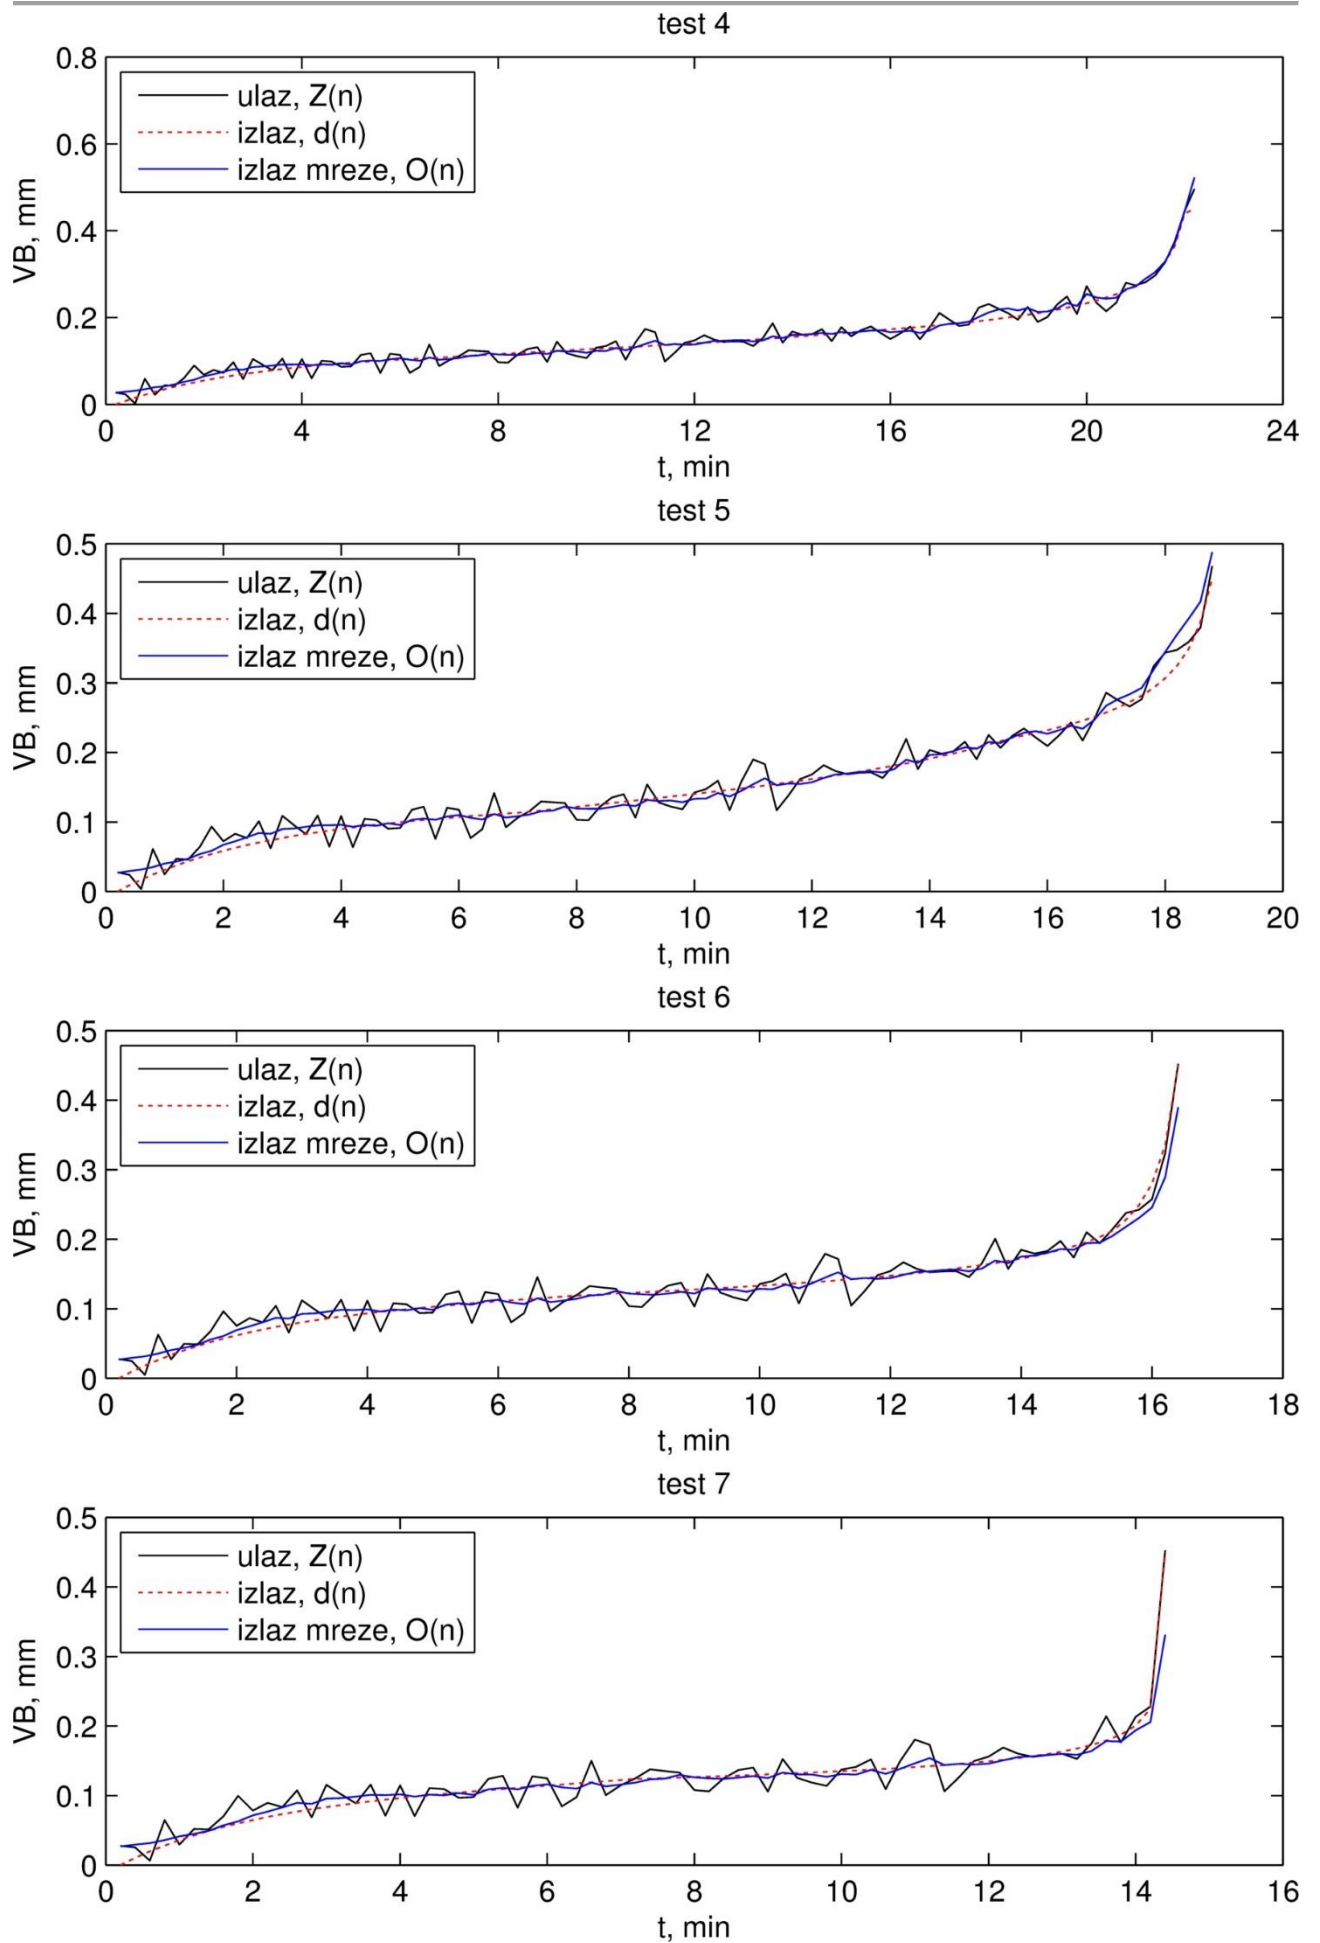 test 4
0.8
0.6
0.4
0.2
0
VB, mm
ulaz, Z(n)
izlaz, d(n)
izlaz mreze, O(n)
0 4 8 12 16 20 24
t, min
test 5
0.5
0.4
0.3
0.2
0.1
0
VB, mm
ulaz, Z(n)
izlaz, d(n)
izlaz mreze, O(n)
0 2 4 6 8 10 12 14 16 18 20
t, min
test 6
0.5
0.4
0.3
0.2
0.1
0
VB, mm
ulaz, Z(n)
izlaz, d(n)
izlaz mreze, O(n)
0 2 4 6 8 10 12 14 16 18
t, min
test 7
0.5
0.4
0.3
0.2
0.1
0
VB, mm
ulaz, Z(n)
izlaz, d(n)
izlaz mreze, O(n)
0 2 4 6 8 10 12 14 16
t, min